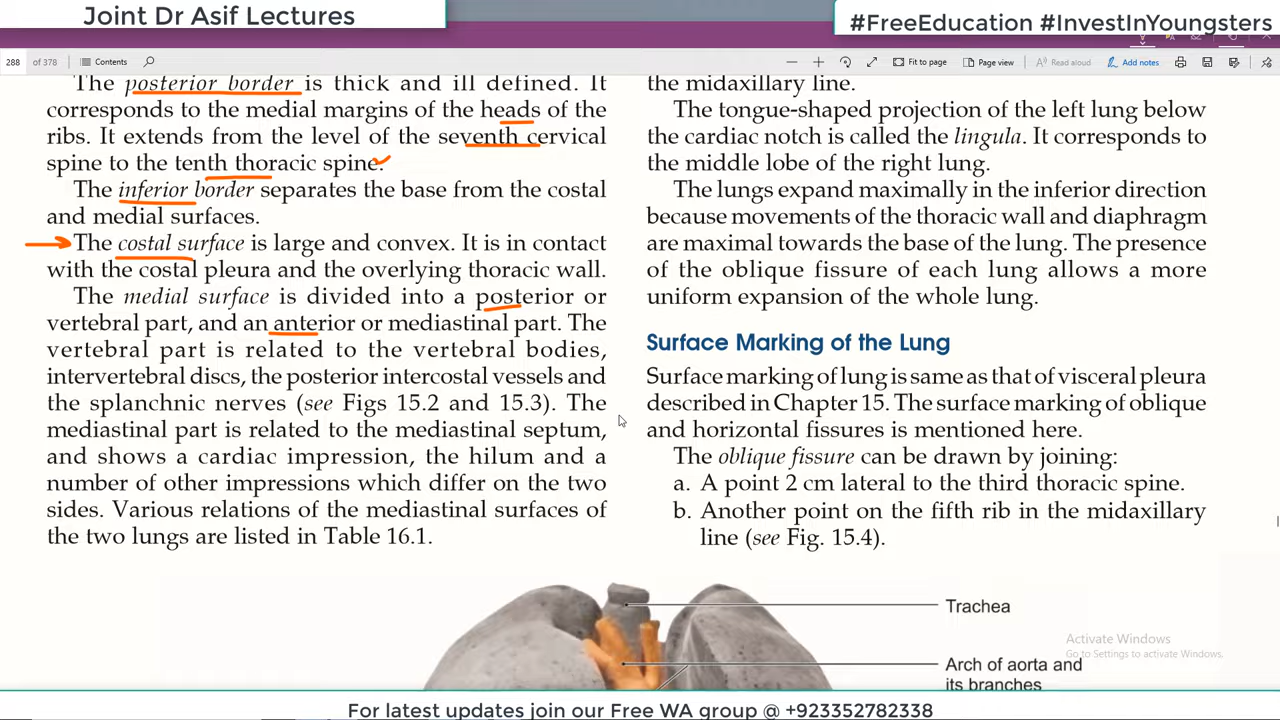 Joint Dr Asif Lectures
#FreeEducation #InvestInYoungsters
288 of 378 Contents
Fit to page Page view Read aloud Add notes
The posterior border is thick and ill defined. It
corresponds to the medial margins of the heads of the
ribs. It extends from the level of the seventh cervical
spine to the tenth thoracic spine.
The inferior border separates the base from the costal
and medial surfaces.
The costal surface is large and convex. It is in contact
with the costal pleura and the overlying thoracic wall.
The medial surface is divided into a posterior or
vertebral part, and an anterior or mediastinal part. The
vertebral part is related to the vertebral bodies,
intervertebral discs, the posterior intercostal vessels and
the splanchnic nerves (see Figs 15.2 and 15.3). The
mediastinal part is related to the mediastinal septum,
and shows a cardiac impression, the hilum and a
number of other impressions which differ on the two
sides. Various relations of the mediastinal surfaces of
the two lungs are listed in Table 16.1.
the midaxillary line.
The tongue-shaped projection of the left lung below
the cardiac notch is called the lingula. It corresponds to
the middle lobe of the right lung.
The lungs expand maximally in the inferior direction
because movements of the thoracic wall and diaphragm
are maximal towards the base of the lung. The presence
of the oblique fissure of each lung allows a more
uniform expansion of the whole lung.
Surface Marking of the Lung
Surface marking of lung is same as that of visceral pleura
described in Chapter 15. The surface marking of oblique
and horizontal fissures is mentioned here.
The oblique fissure can be drawn by joining:
a. A point 2 cm lateral to the third thoracic spine.
b. Another point on the fifth rib in the midaxillary
line (see Fig. 15.4).
Trachea
Arch of aorta and
its branches
Activate Windows
Go to Settings to activate Windows.
For latest updates join our Free WA group @ +923352782338